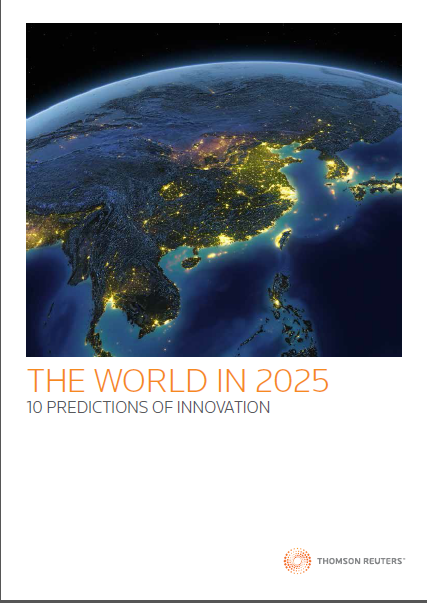 THE WORLD IN 2025
10 PREDICTIONS OF INNOVATION
THOMSON REUTERS